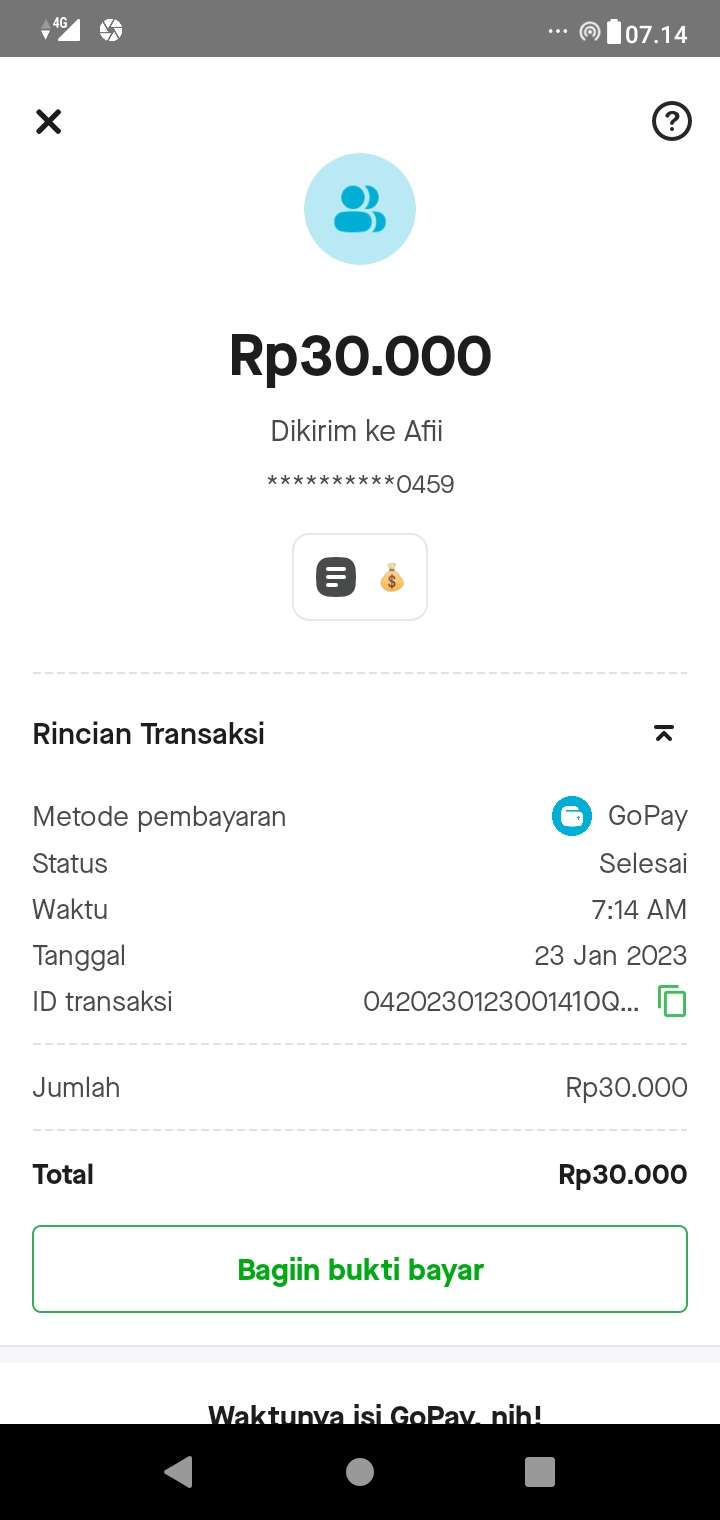 4G 07.14
Rp30.000
Dikirim ke Afii
**********0459
Rincian Transaksi
Metode pembayaran GoPay
Status Selesai
Waktu 7:14 AM
Tanggal 23 Jan 2023
ID transaksi 0420230123001410Q...
Jumlah Rp30.000
Total Rp30.000
Bagiin bukti bayar
Waktunya isi GoPay, nih!